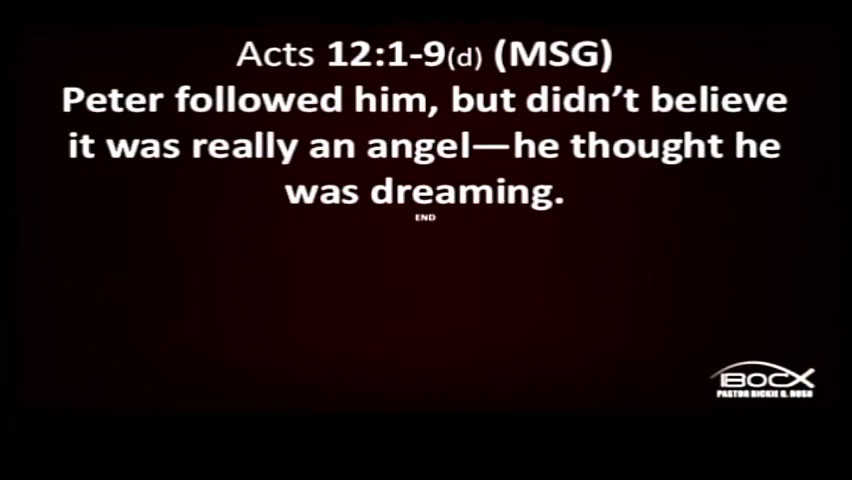 Acts 12:1-9(d) (MSG)
Peter followed him, but didn’t believe
it was really an angel—he thought he
was dreaming.
END
IBOCX
PASTOR RICKIE G. RUSH